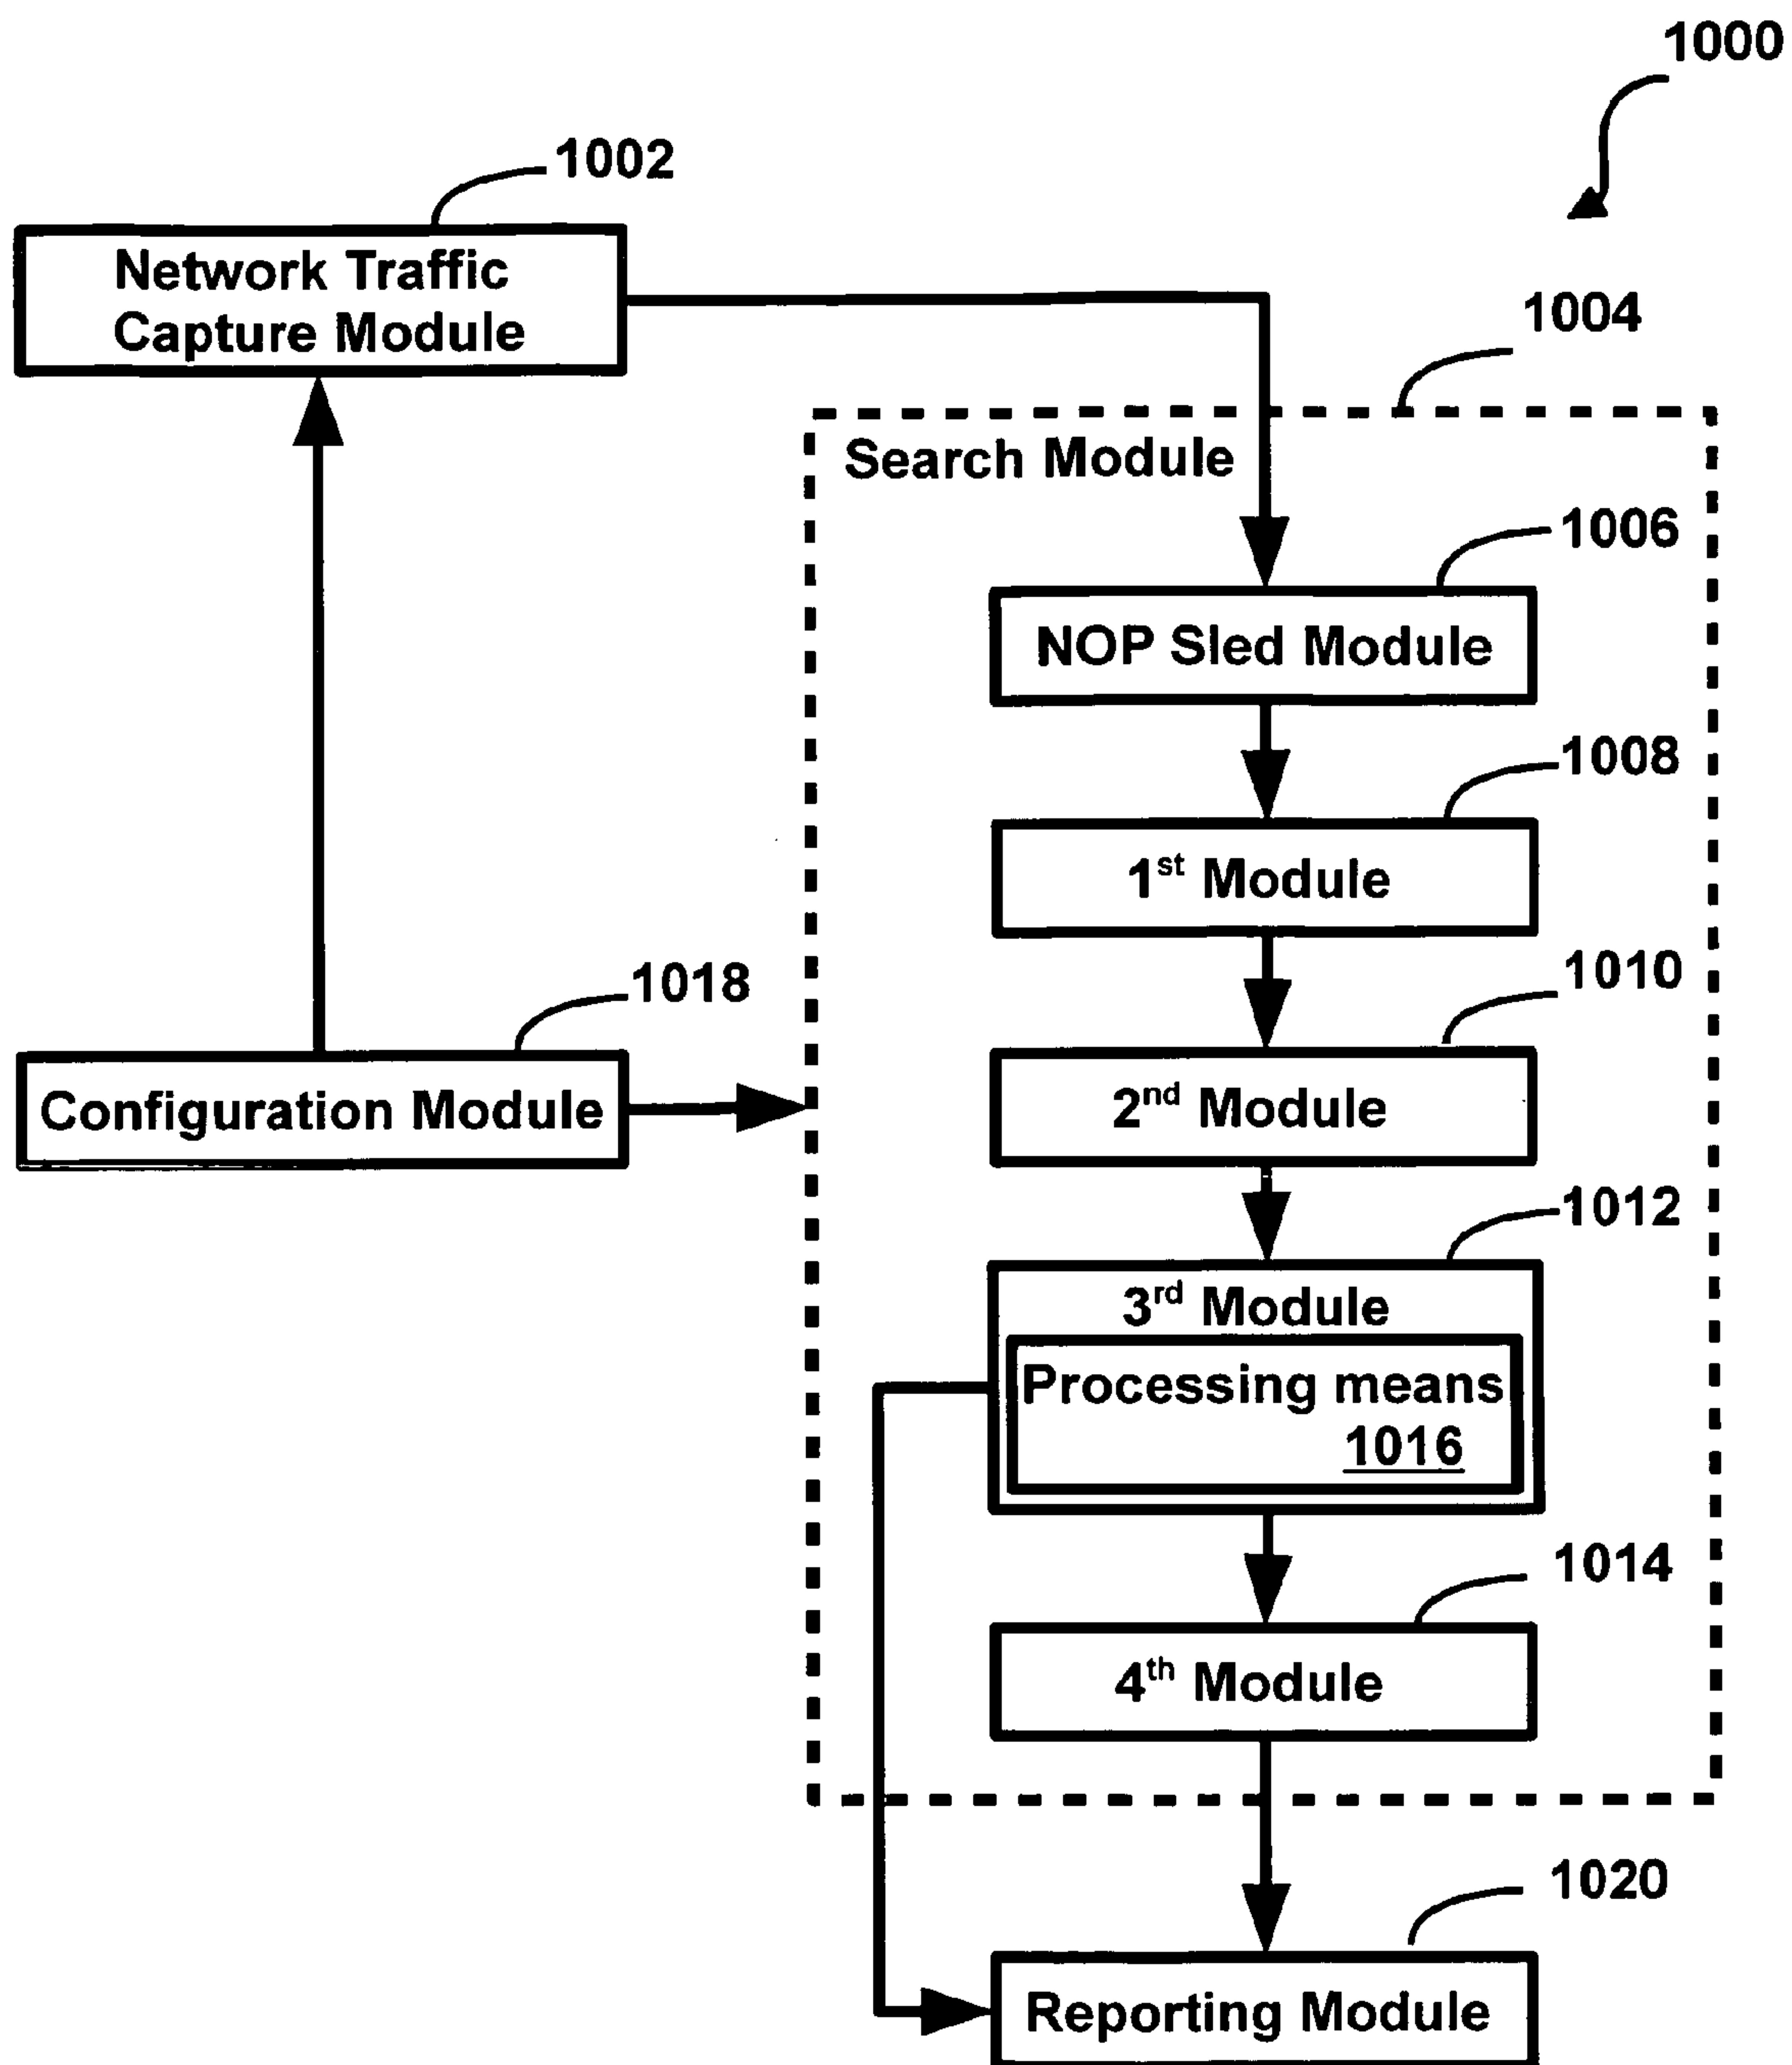 1000
1002
Network Traffic
Capture Module
1004
Search Module
1006
NOP Sled Module
1008
1st Module
1010
2nd Module
1018
Configuration Module
1012
3rd Module
Processing means
1016
1014
4th Module
1020
Reporting Module